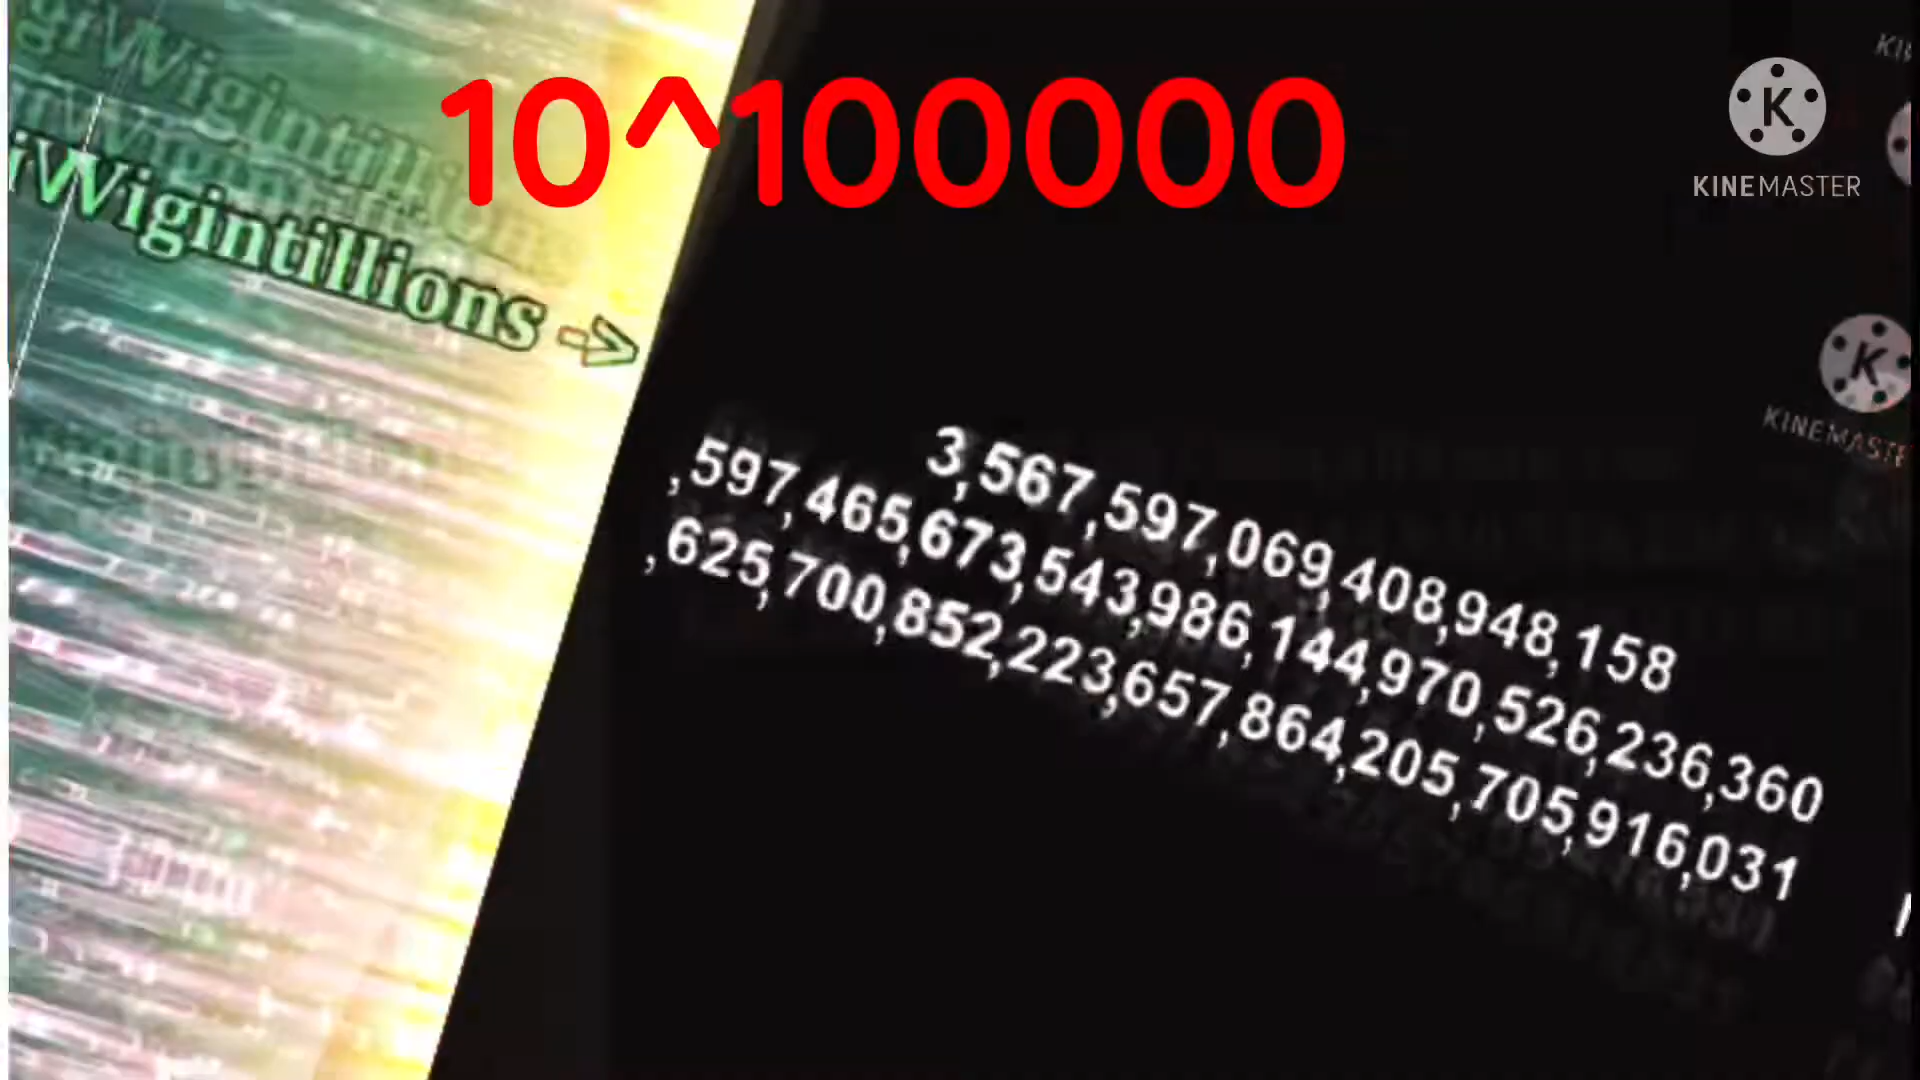 10^100000
KINEMASTER
iWigintillions ->
3,567,597,069,408,948,158
,597,465,673,543,986,144,970,526,236,360
,625,700,852,223,657,864,205,705,916,031
KINEMASTE